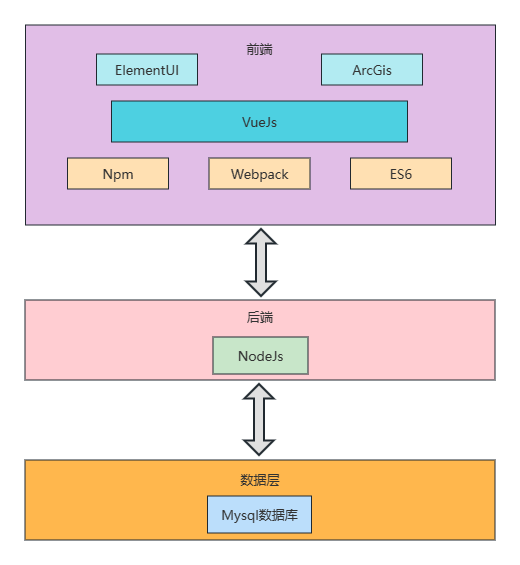 前端
ElementUI
ArcGis
VueJs
Npm
Webpack
ES6
后端
NodeJs
数据层
Mysql数据库